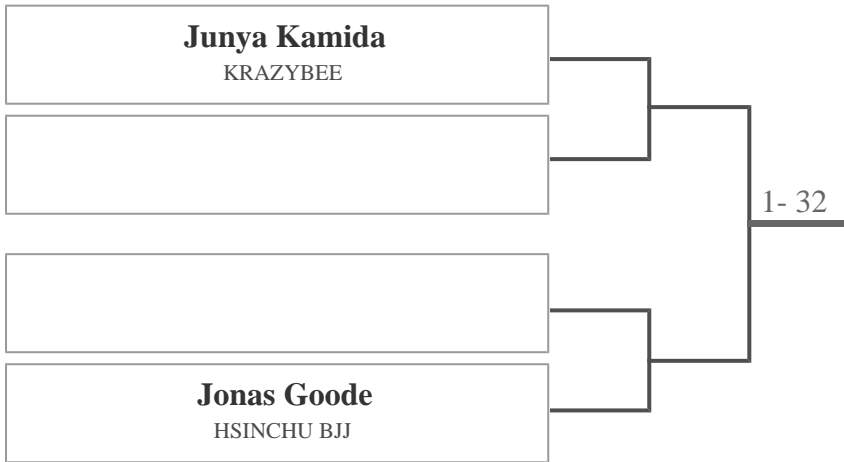 Junya Kamida
KRAZYBEE
1- 32
Jonas Goode
HSINCHU BJJ